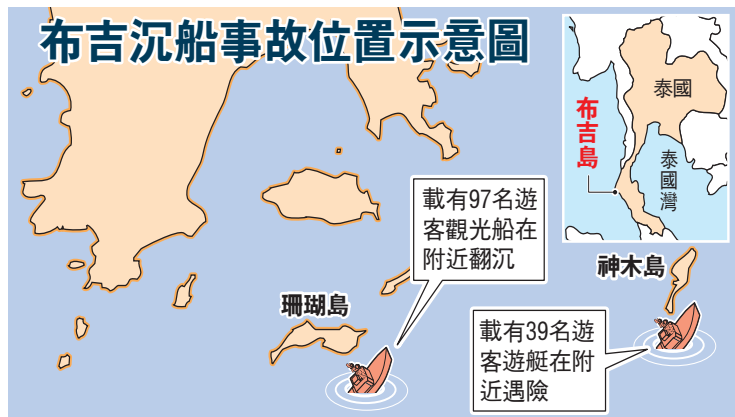 布吉沉船事故位置示意圖
泰國
布吉島
泰國灣
載有97名遊
客觀光船在
附近翻沉
神木島
珊瑚島
載有39名遊
客遊艇在附
近遇險